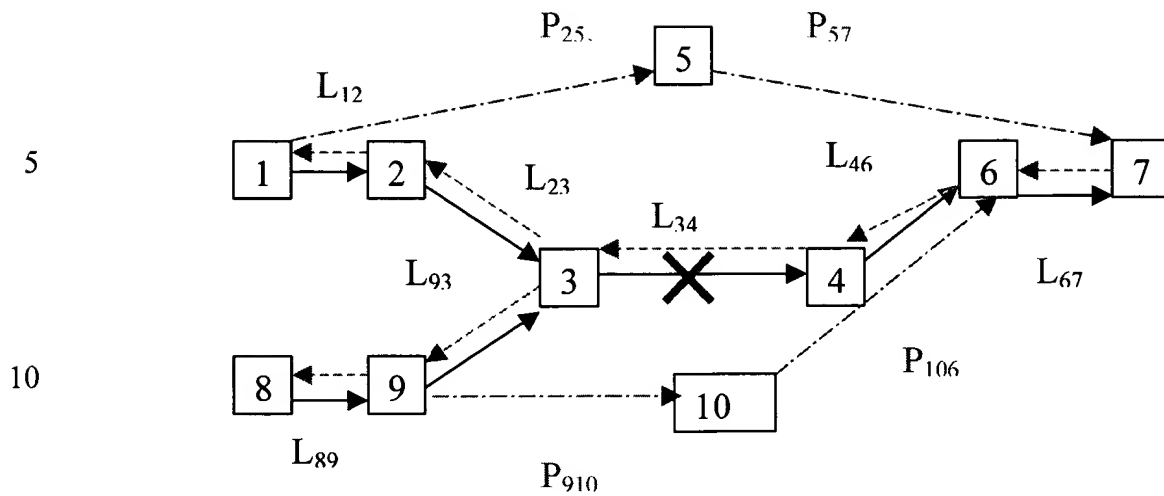 P₂₅.
P₅₇
5
L₁₂
5
L₄₆
6
7
1
2
L₂₃
L₃₄
L₉₃
3
4
L₆₇
10
8
9
10
P₁₀₆
L₈₉
P₉₁₀